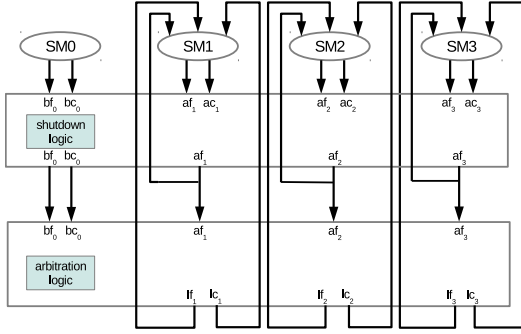 SM0 SM1 SM2 SM3
bf0 bc0 af1 ac1 af2 ac2 af3 ac3
shutdown
logic
bf0 bc0 af1 af2 af3
bf0 bc0 af1 af2 af3
arbitration
logic
lf1 lc1 lf2 lc2 lf3 lc3